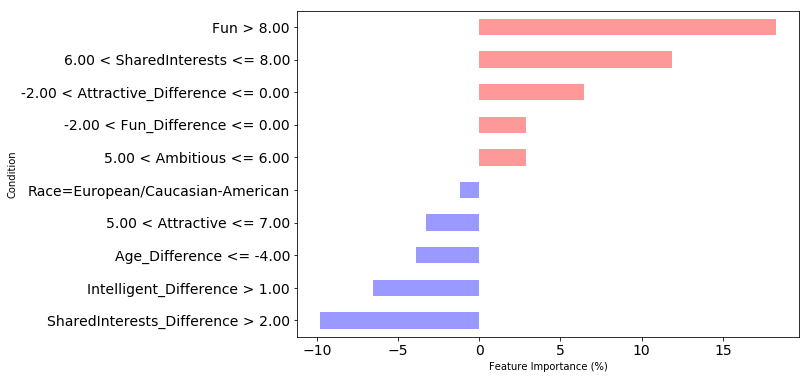 Fun > 8.00
6.00 < SharedInterests <= 8.00
-2.00 < Attractive_Difference <= 0.00
-2.00 < Fun_Difference <= 0.00
5.00 < Ambitious <= 6.00
Race=European/Caucasian-American
5.00 < Attractive <= 7.00
Age_Difference <= -4.00
Intelligent_Difference > 1.00
SharedInterests_Difference > 2.00
Condition
−10 −5 0 5 10 15
Feature Importance (%)